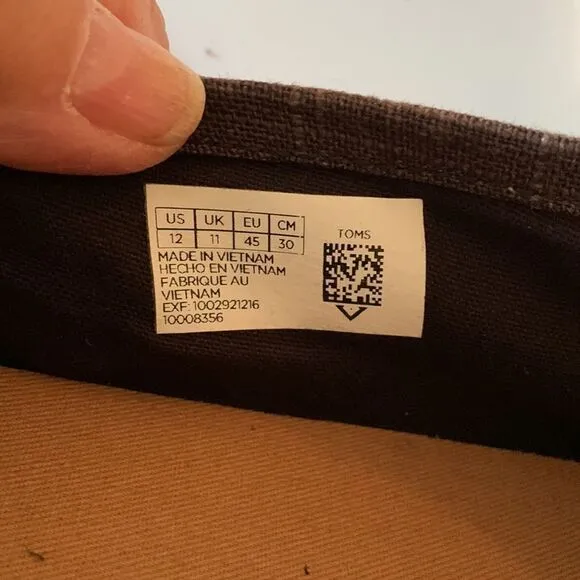 US UK EU CM
12 11 45 30
MADE IN VIETNAM
HECHO EN VIETNAM
FABRIQUE AU
VIETNAM
EXF: 1002921216
10008356
TOMS